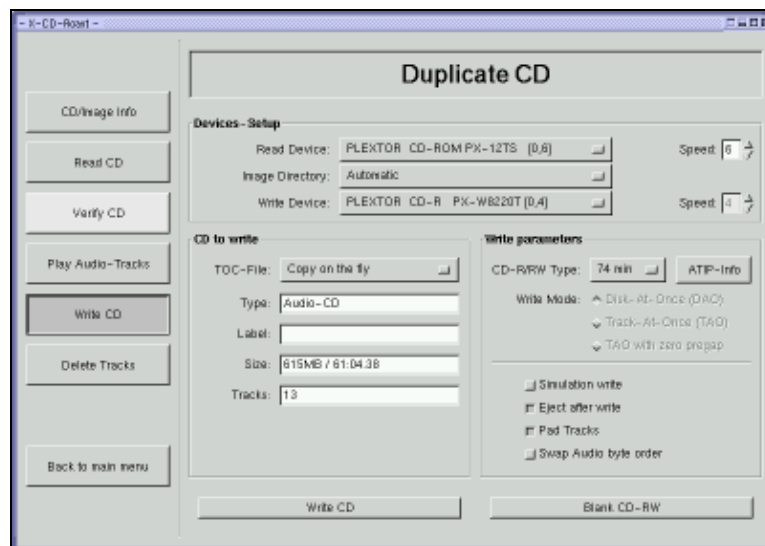 X-CD-Roast
Duplicate CD
CD/Image Info
Read CD
Verify CD
Play Audio-Tracks
Write CD
Delete Tracks
Back to main menu
Devices-Setup
Read Device: PLEXTOR CD-ROM PX-12TS [0,6] Speed: 6
Image Directory: Automatic
Write Device: PLEXTOR CD-R PX-W8220T [0,4] Speed: 4
CD to write
TOC-File: Copy on the fly
Type: Audio-CD
Label:
Size: 615MB / 61:04.38
Tracks: 13
Write parameters
CD-R/RW Type: 74 min ATIP-Info
Write Mode: Disk-At-Once (DAO)
Track-At-Once (TAO)
TAO with zero pregap
Simulation write
Eject after write
Pad Tracks
Swap Audio byte order
Write CD
Blank CD-RW